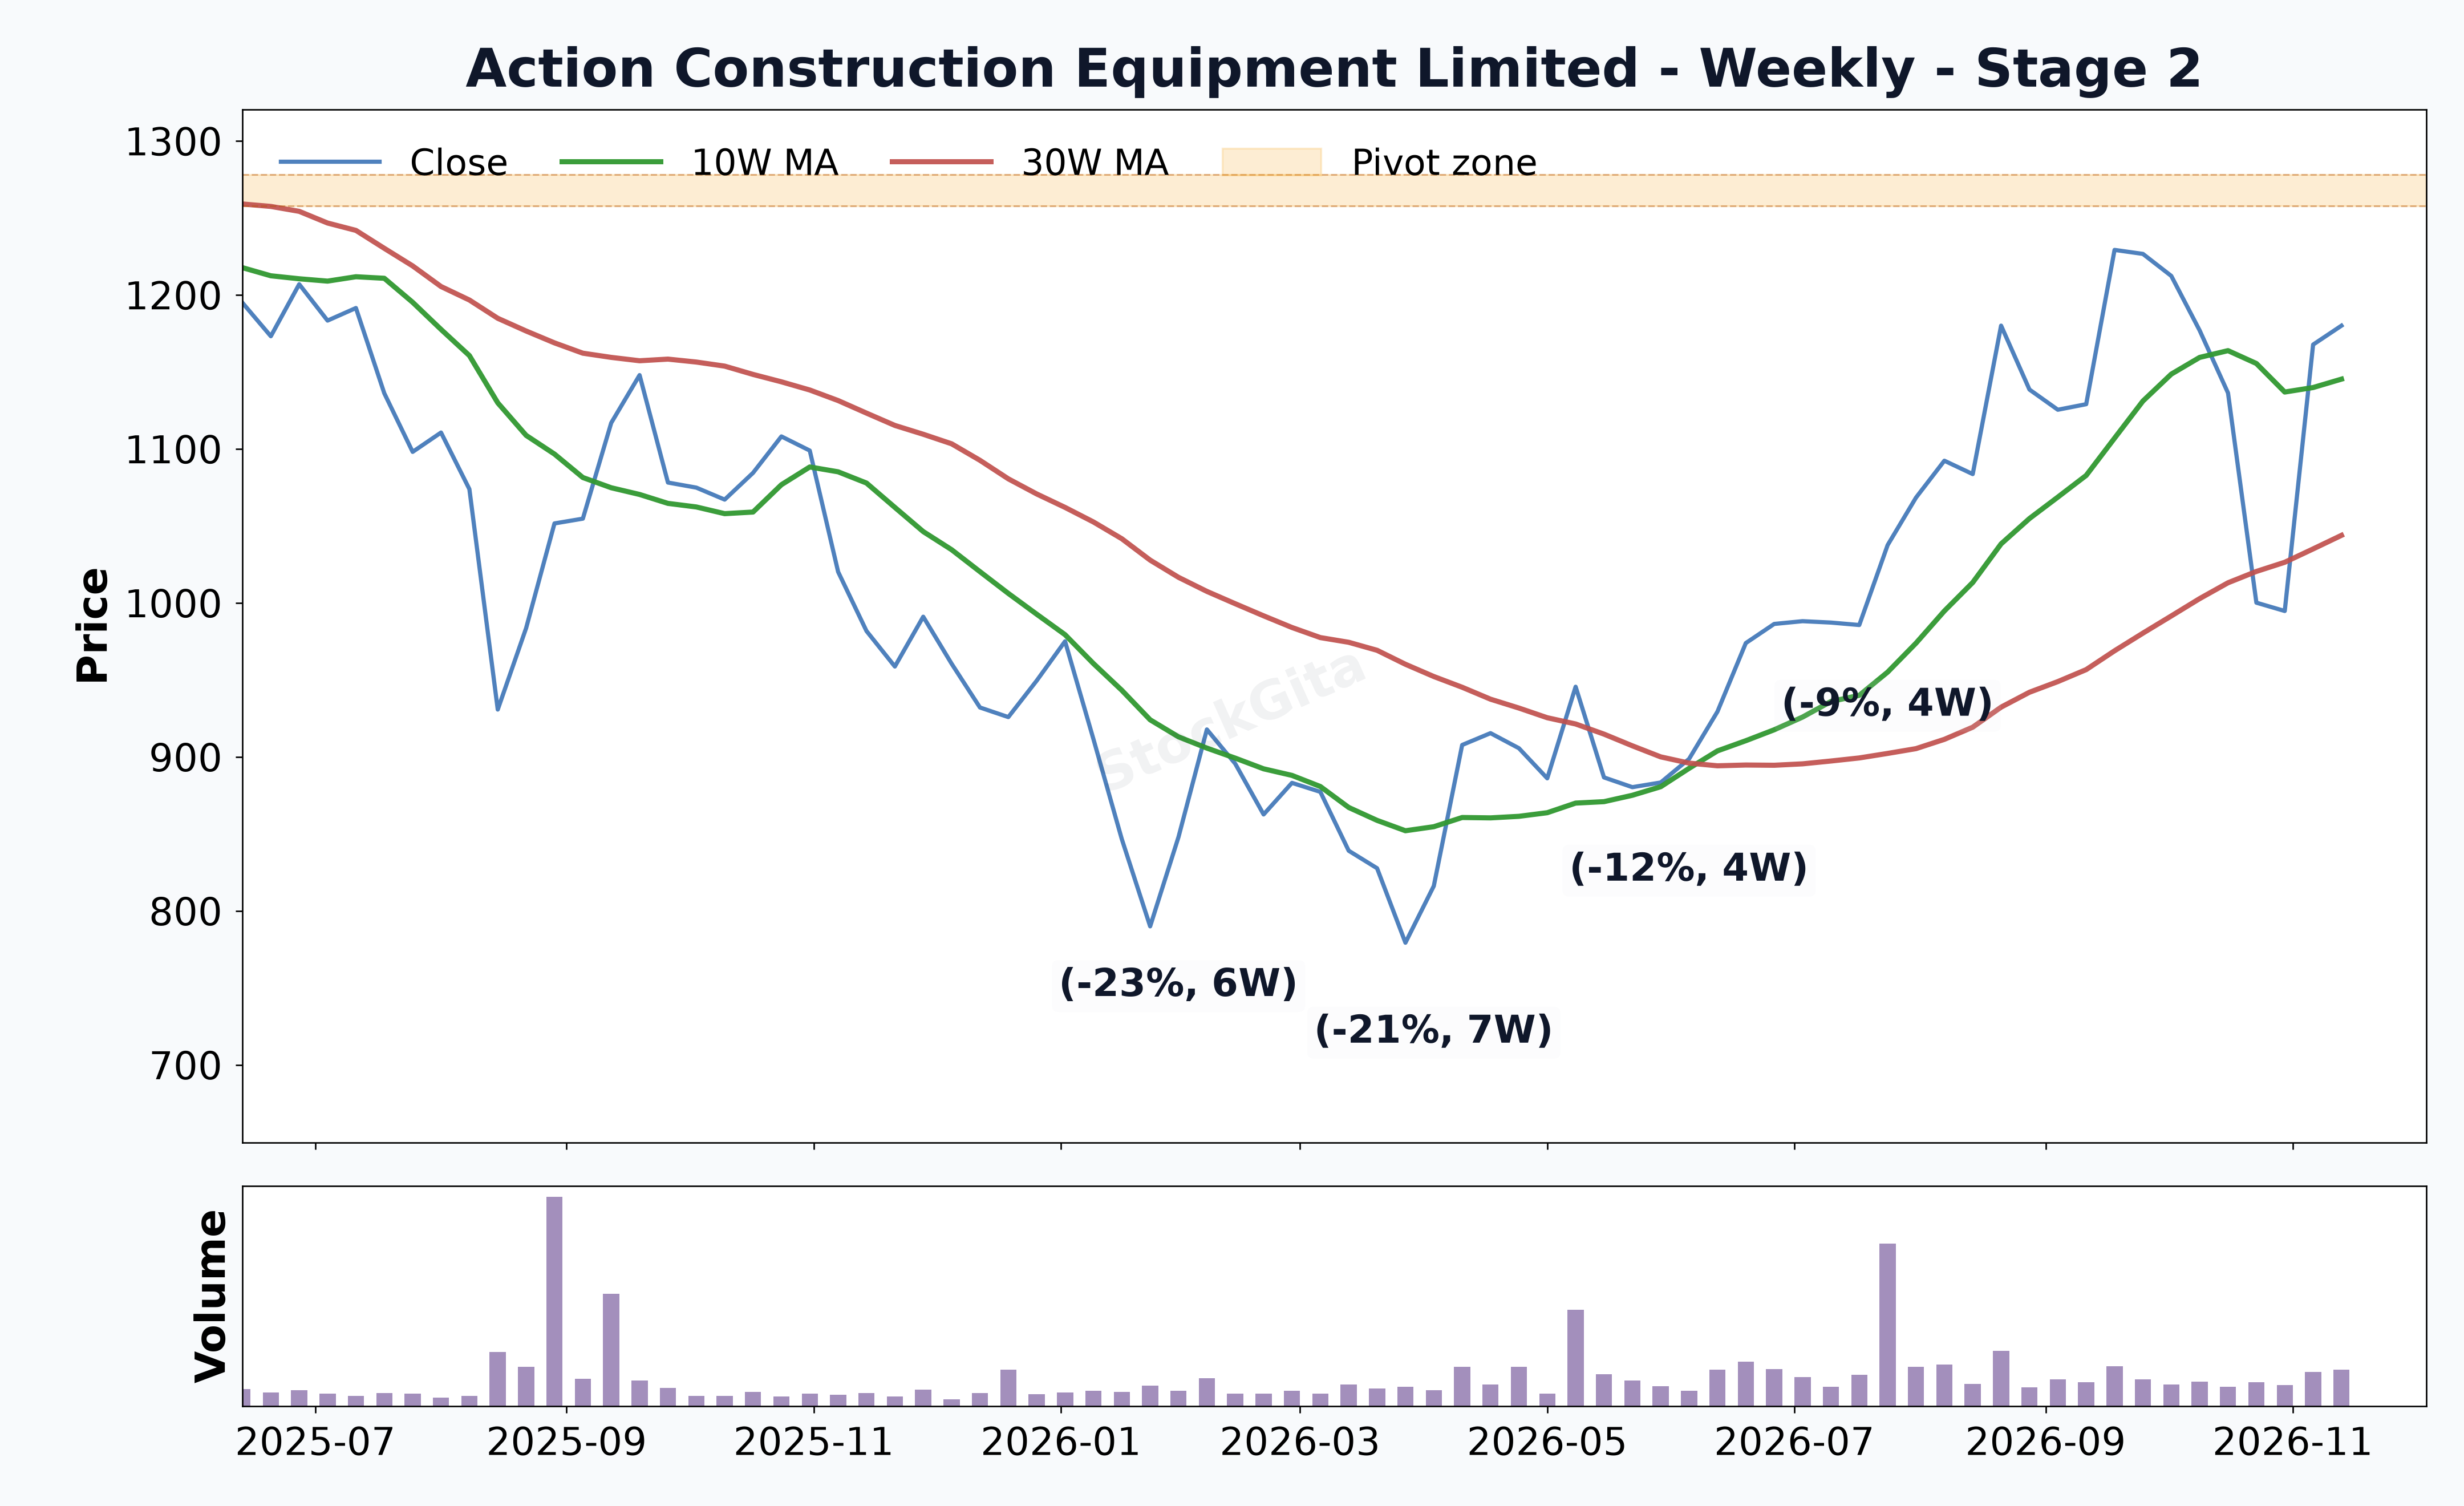 Action Construction Equipment Limited - Weekly - Stage 2
Close 10W MA 30W MA Pivot zone
1300
1200
1100
1000
900
800
700
Price
StockGita
(-9%, 4W)
(-12%, 4W)
(-23%, 6W)
(-21%, 7W)
Volume
2025-07 2025-09 2025-11 2026-01 2026-03 2026-05 2026-07 2026-09 2026-11